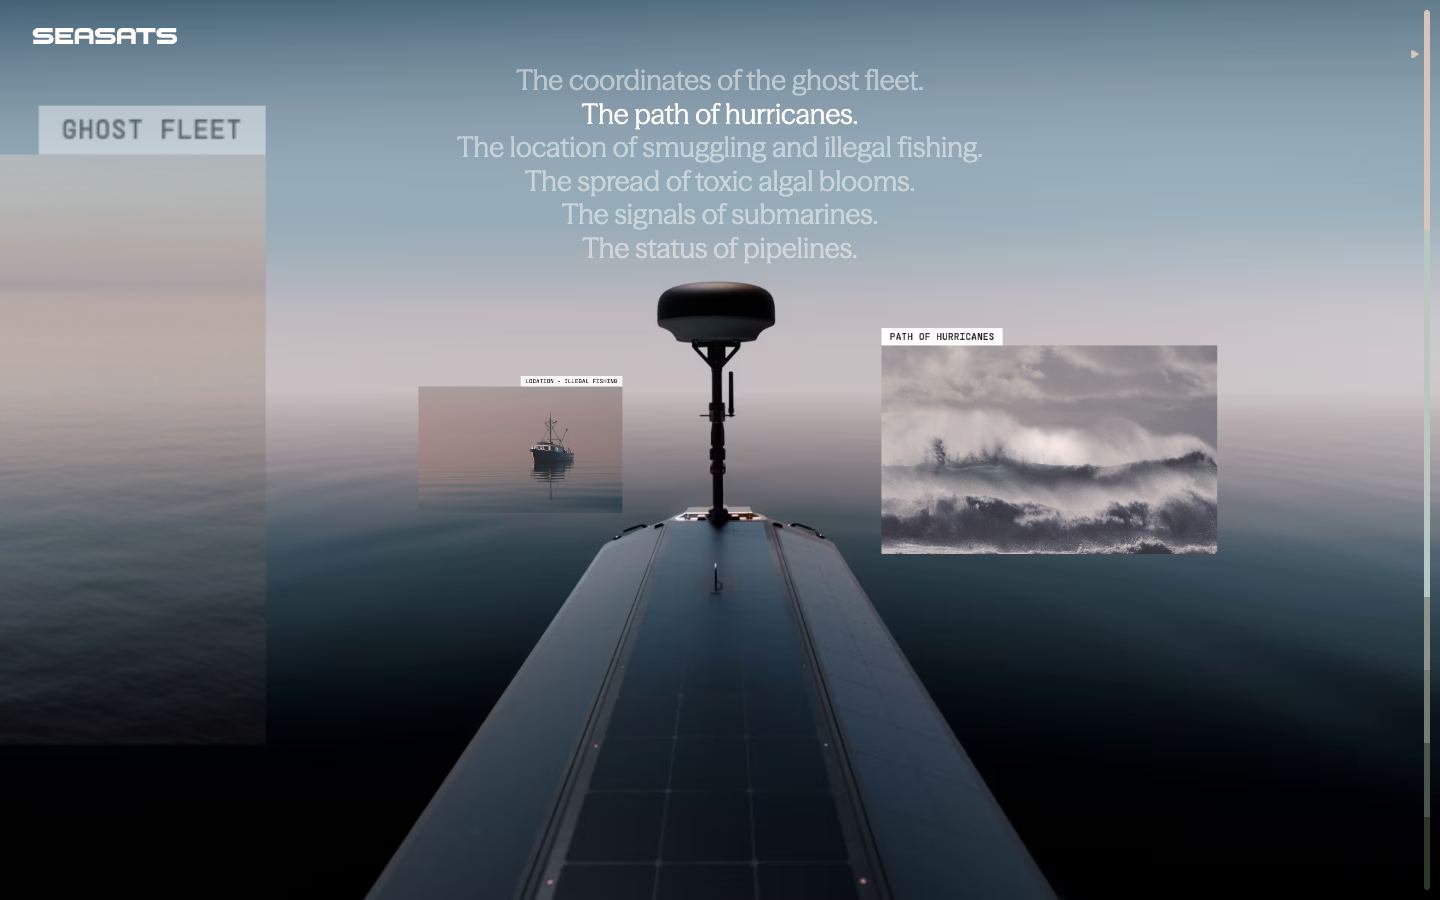 SEASATS
The coordinates of the ghost fleet.
The path of hurricanes.
The location of smuggling and illegal fishing.
The spread of toxic algal blooms.
The signals of submarines.
The status of pipelines.
GHOST FLEET
PATH OF HURRICANES
LOCATION - ILLEGAL FISHING